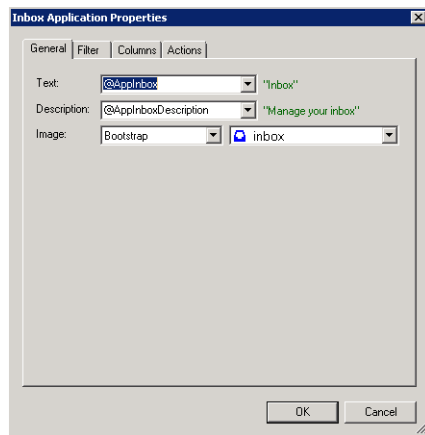 Inbox Application Properties
General Filter Columns Actions
Text: @AppInbox "Inbox"
Description: @AppInboxDescription "Manage your inbox"
Image: Bootstrap inbox
OK Cancel